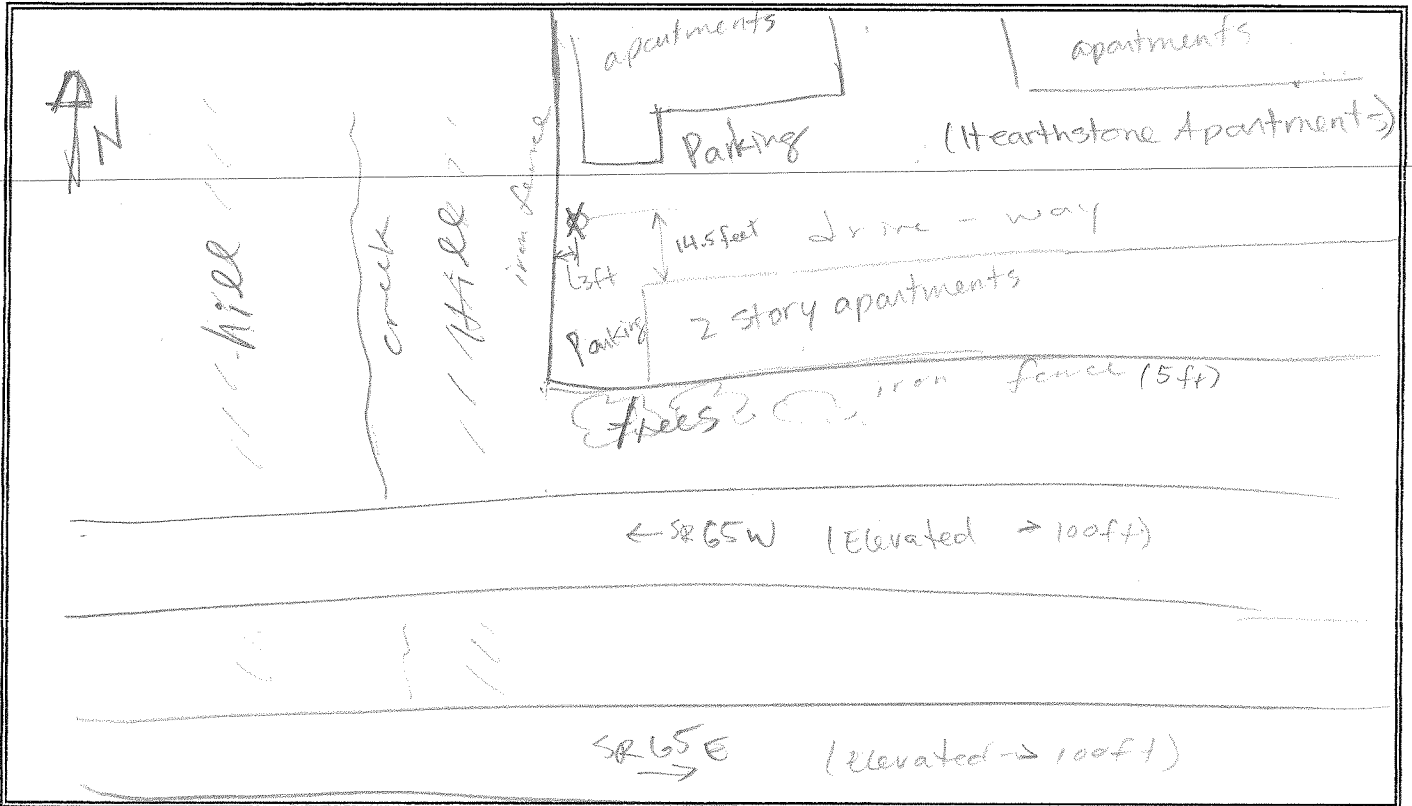 apartments
apartments
N
(Hearthstone Apartments)
Parking
iron fence
hill
creek
Hill
14.5 feet
drive - way
3ft
Parking
2 story apartments
iron fence (5ft)
trees
← SR 65 W (Elevated → 100ft)
SR 65 E (elevated → 100ft)
→